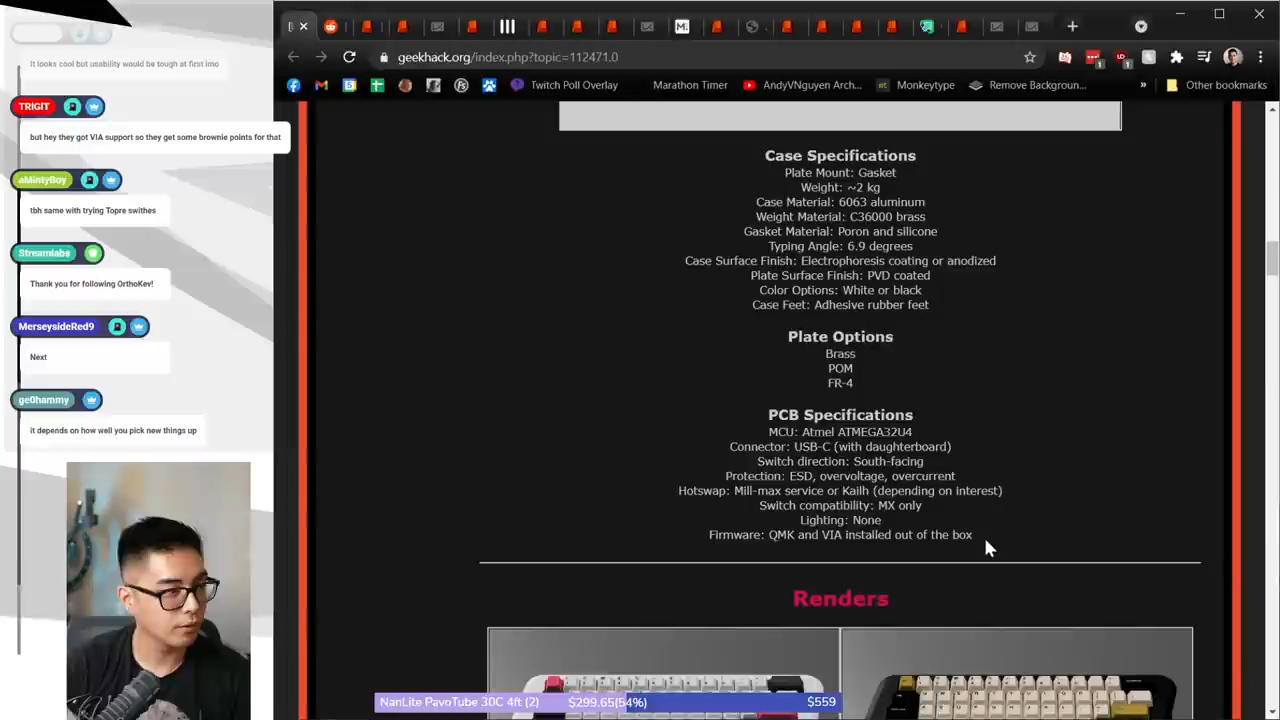 It looks cool but usability would be tough at first imo
TRIGIT
but hey they got VIA support so they get some brownie points for that
aMintyBoy
tbh same with trying Topre swithes
Streamlabs
Thank you for following OrthoKev!
MerseysideRed9
Next
ge0hammy
it depends on how well you pick new things up
geekhack.org/index.php?topic=112471.0
Twitch Poll Overlay
Marathon Timer
AndyVNguyen Arch...
Monkeytype
Remove Backgroun...
»
Other bookmarks
Case Specifications
Plate Mount: Gasket
Weight: ~2 kg
Case Material: 6063 aluminum
Weight Material: C36000 brass
Gasket Material: Poron and silicone
Typing Angle: 6.9 degrees
Case Surface Finish: Electrophoresis coating or anodized
Plate Surface Finish: PVD coated
Color Options: White or black
Case Feet: Adhesive rubber feet
Plate Options
Brass
POM
FR-4
PCB Specifications
MCU: Atmel ATMEGA32U4
Connector: USB-C (with daughterboard)
Switch direction: South-facing
Protection: ESD, overvoltage, overcurrent
Hotswap: Mill-max service or Kailh (depending on interest)
Switch compatibility: MX only
Lighting: None
Firmware: QMK and VIA installed out of the box
Renders
NanLite PavoTube 30C 4ft (2) $299.65(54%) $559